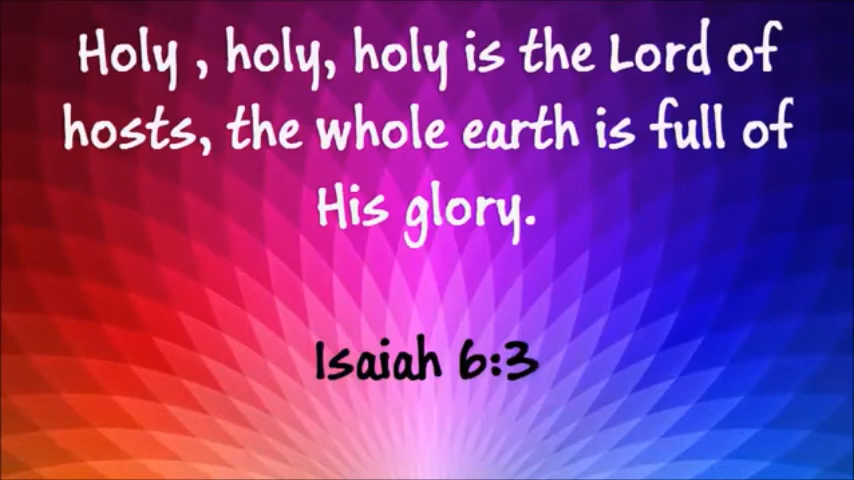 Holy , holy, holy is the Lord of
hosts, the whole earth is full of
His glory.
Isaiah 6:3